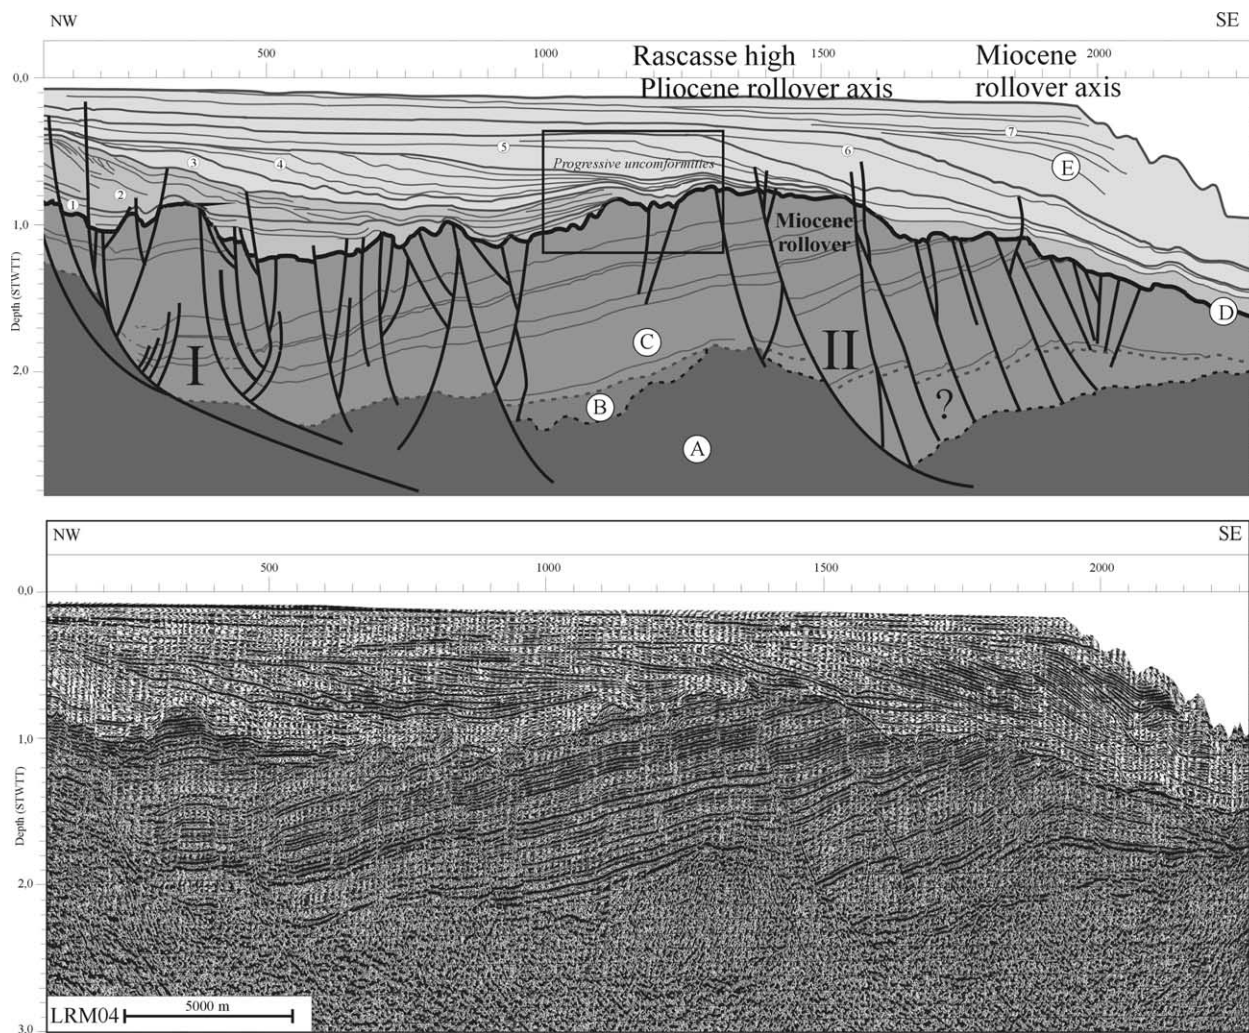 NW
SE
500
1000
Rascasse high
1500
Miocene
2000
Pliocene rollover axis
rollover axis
0,0
1
2
3
4
5
Progressive uncomformities
6
7
E
1,0
Miocene
rollover
Depth (STWTT)
C
D
I
II
2,0
B
?
A
NW
SE
500
1000
1500
2000
0,0
1,0
Depth (STWTT)
2,0
5000 m
LRM04
3.0